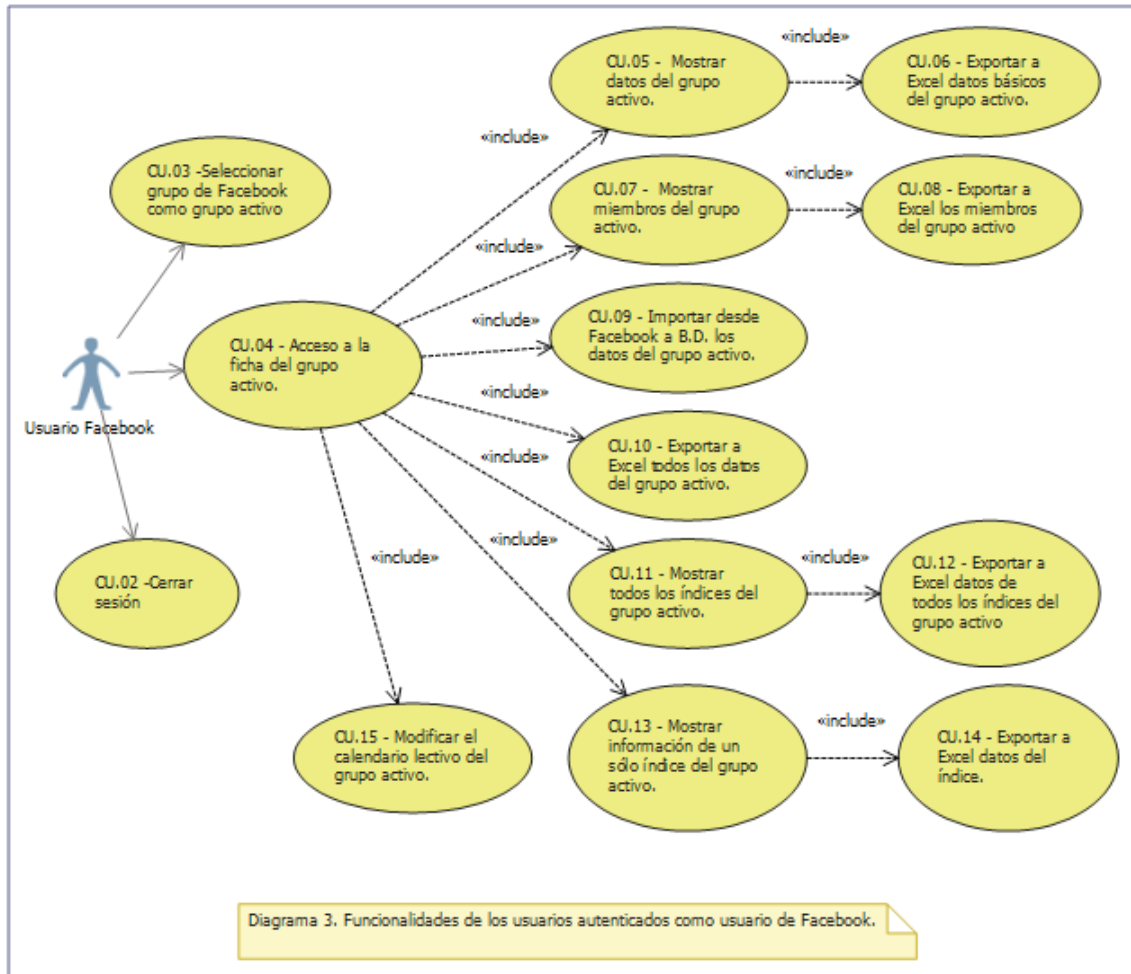 «include»
CU.05 - Mostrar
datos del grupo
activo.
CU.06 - Exportar a
Excel datos básicos
del grupo activo.
«include»
CU.03 -Seleccionar
grupo de Facebook
como grupo activo
«include»
CU.07 - Mostrar
miembros del grupo
activo.
CU.08 - Exportar a
Excel los miembros
del grupo activo
«include»
CU.04 - Acceso a la
ficha del grupo
activo.
«include»
CU.09 - Importar desde
Facebook a B.D. los
datos del grupo activo.
Usuario Facebook
«include»
CU.10 - Exportar a
Excel todos los datos
del grupo activo.
«include»
CU.02 -Cerrar
sesión
«include»
«include»
«include»
CU.11 - Mostrar
todos los índices del
grupo activo.
CU.12 - Exportar a
Excel datos de
todos los índices del
grupo activo
CU.15 - Modificar el
calendario lectivo del
grupo activo.
CU.13 - Mostrar
información de un
sólo índice del grupo
activo.
«include»
CU.14 - Exportar a
Excel datos del
índice.
Diagrama 3. Funcionalidades de los usuarios autenticados como usuario de Facebook.